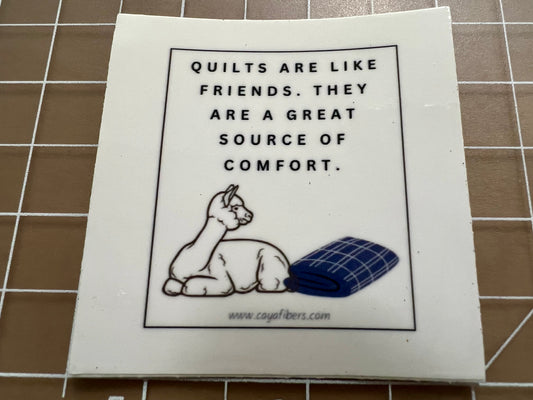 QUILTS ARE LIKE
FRIENDS. THEY
ARE A GREAT
SOURCE OF
COMFORT.
www.cayafibers.com